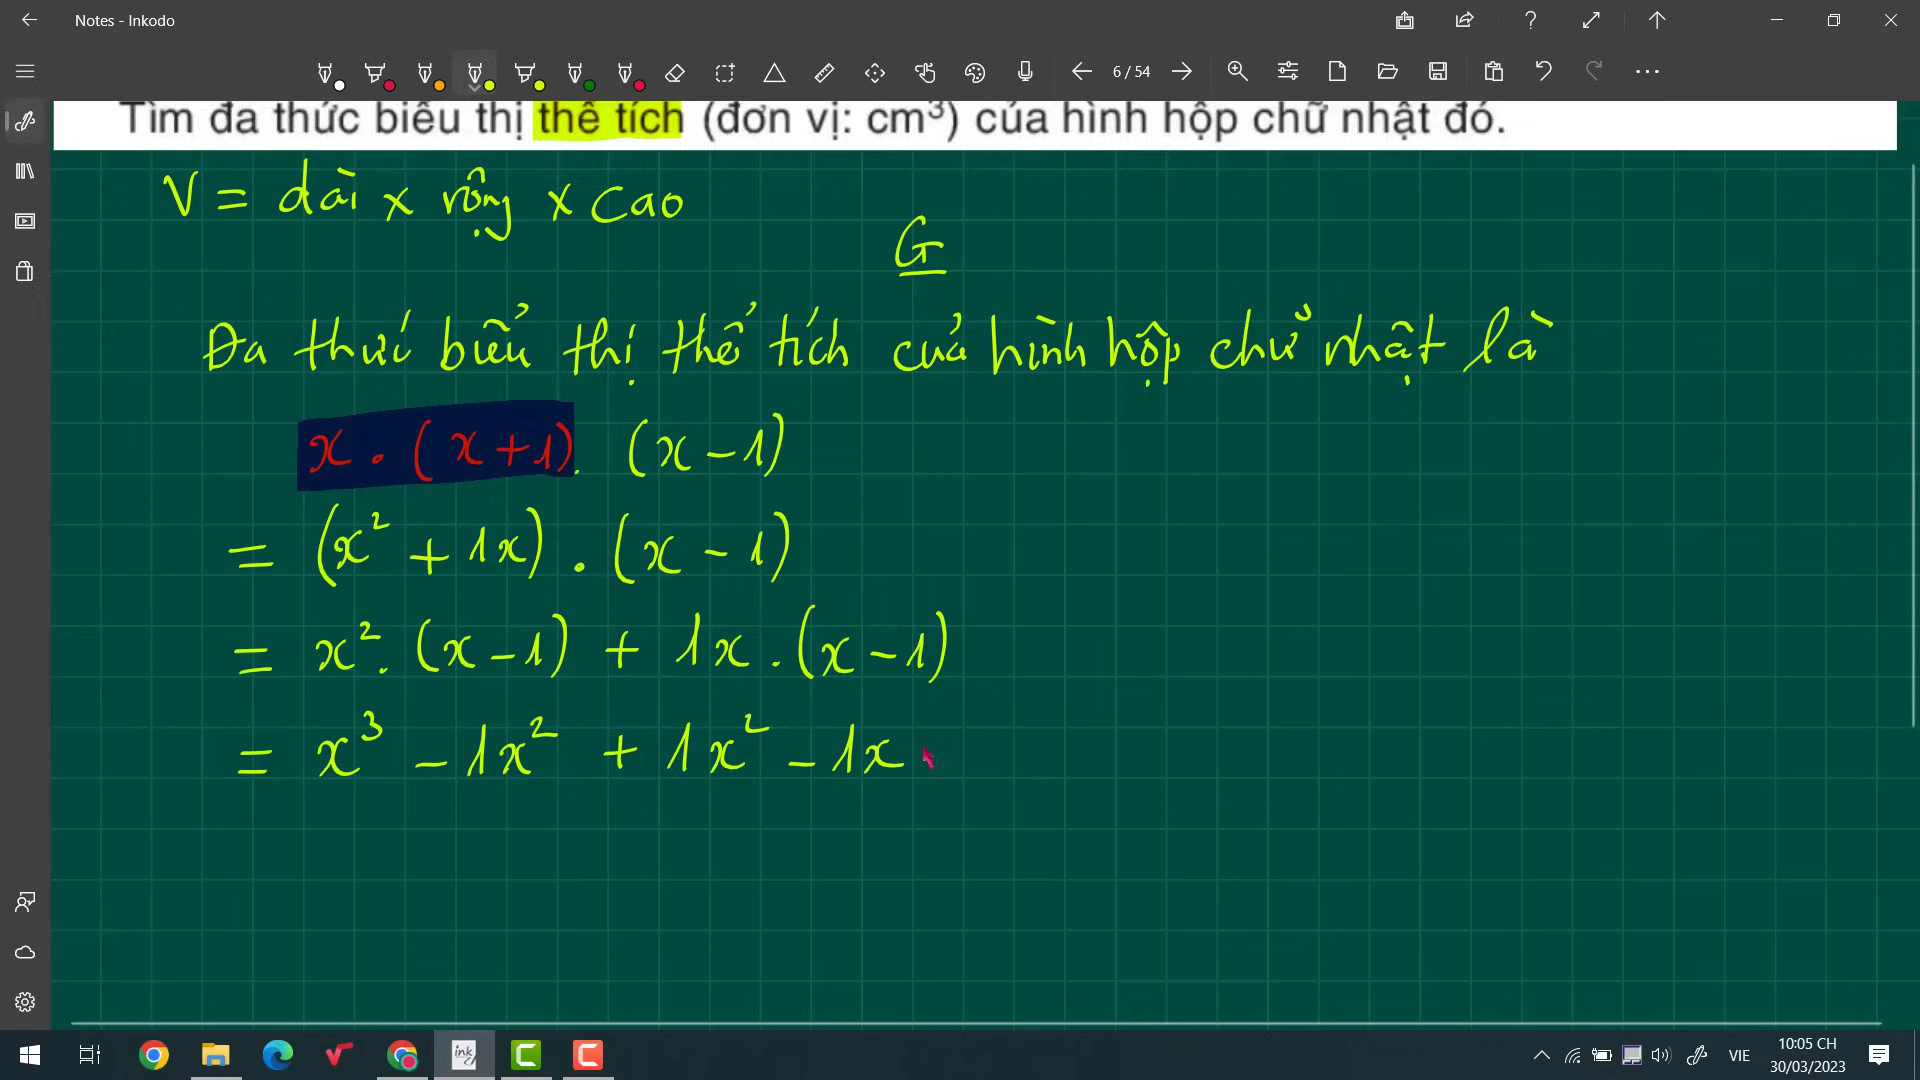 Notes - Inkodo
6 / 54
Tìm đa thức biểu thị thể tích (đơn vị: cm³) của hình hộp chữ nhật đó.
V = dài x rộng x cao
G
Đa thức biểu thị thể tích của hình hộp chữ nhật là
x . (x+1) . (x-1)
= (x² + 1x) . (x - 1)
= x² . (x-1) + 1x . (x-1)
= x³ - 1x² + 1x² - 1x
ink
VIE
10:05 CH
30/03/2023